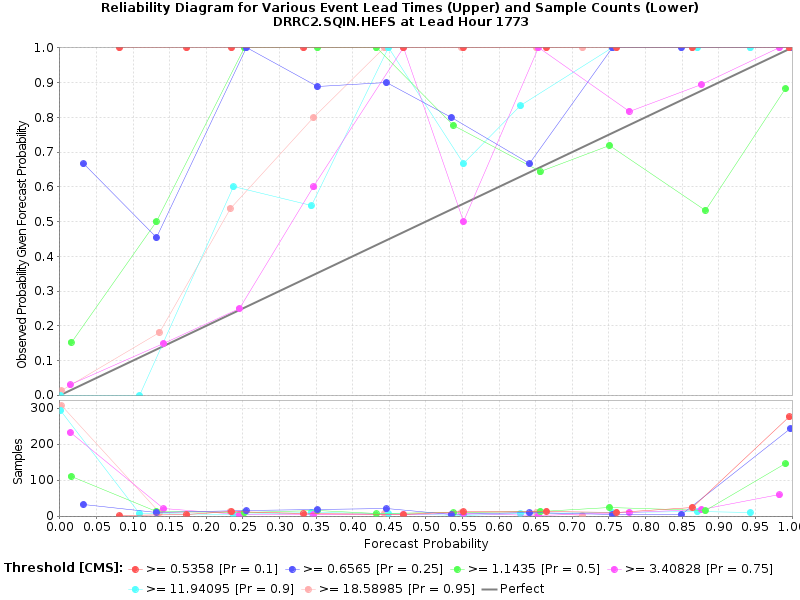 Reliability Diagram for Various Event Lead Times (Upper) and Sample Counts (Lower)
DRRC2.SQIN.HEFS at Lead Hour 1773
Observed Probability Given Forecast Probability
1.0
0.9
0.8
0.7
0.6
0.5
0.4
0.3
0.2
0.1
0.0
Samples
300
200
100
0
0.00 0.05 0.10 0.15 0.20 0.25 0.30 0.35 0.40 0.45 0.50 0.55 0.60 0.65 0.70 0.75 0.80 0.85 0.90 0.95 1.0
Forecast Probability
Threshold [CMS]: >= 0.5358 [Pr = 0.1] >= 0.6565 [Pr = 0.25] >= 1.1435 [Pr = 0.5] >= 3.40828 [Pr = 0.75]
>= 11.94095 [Pr = 0.9] >= 18.58985 [Pr = 0.95] Perfect